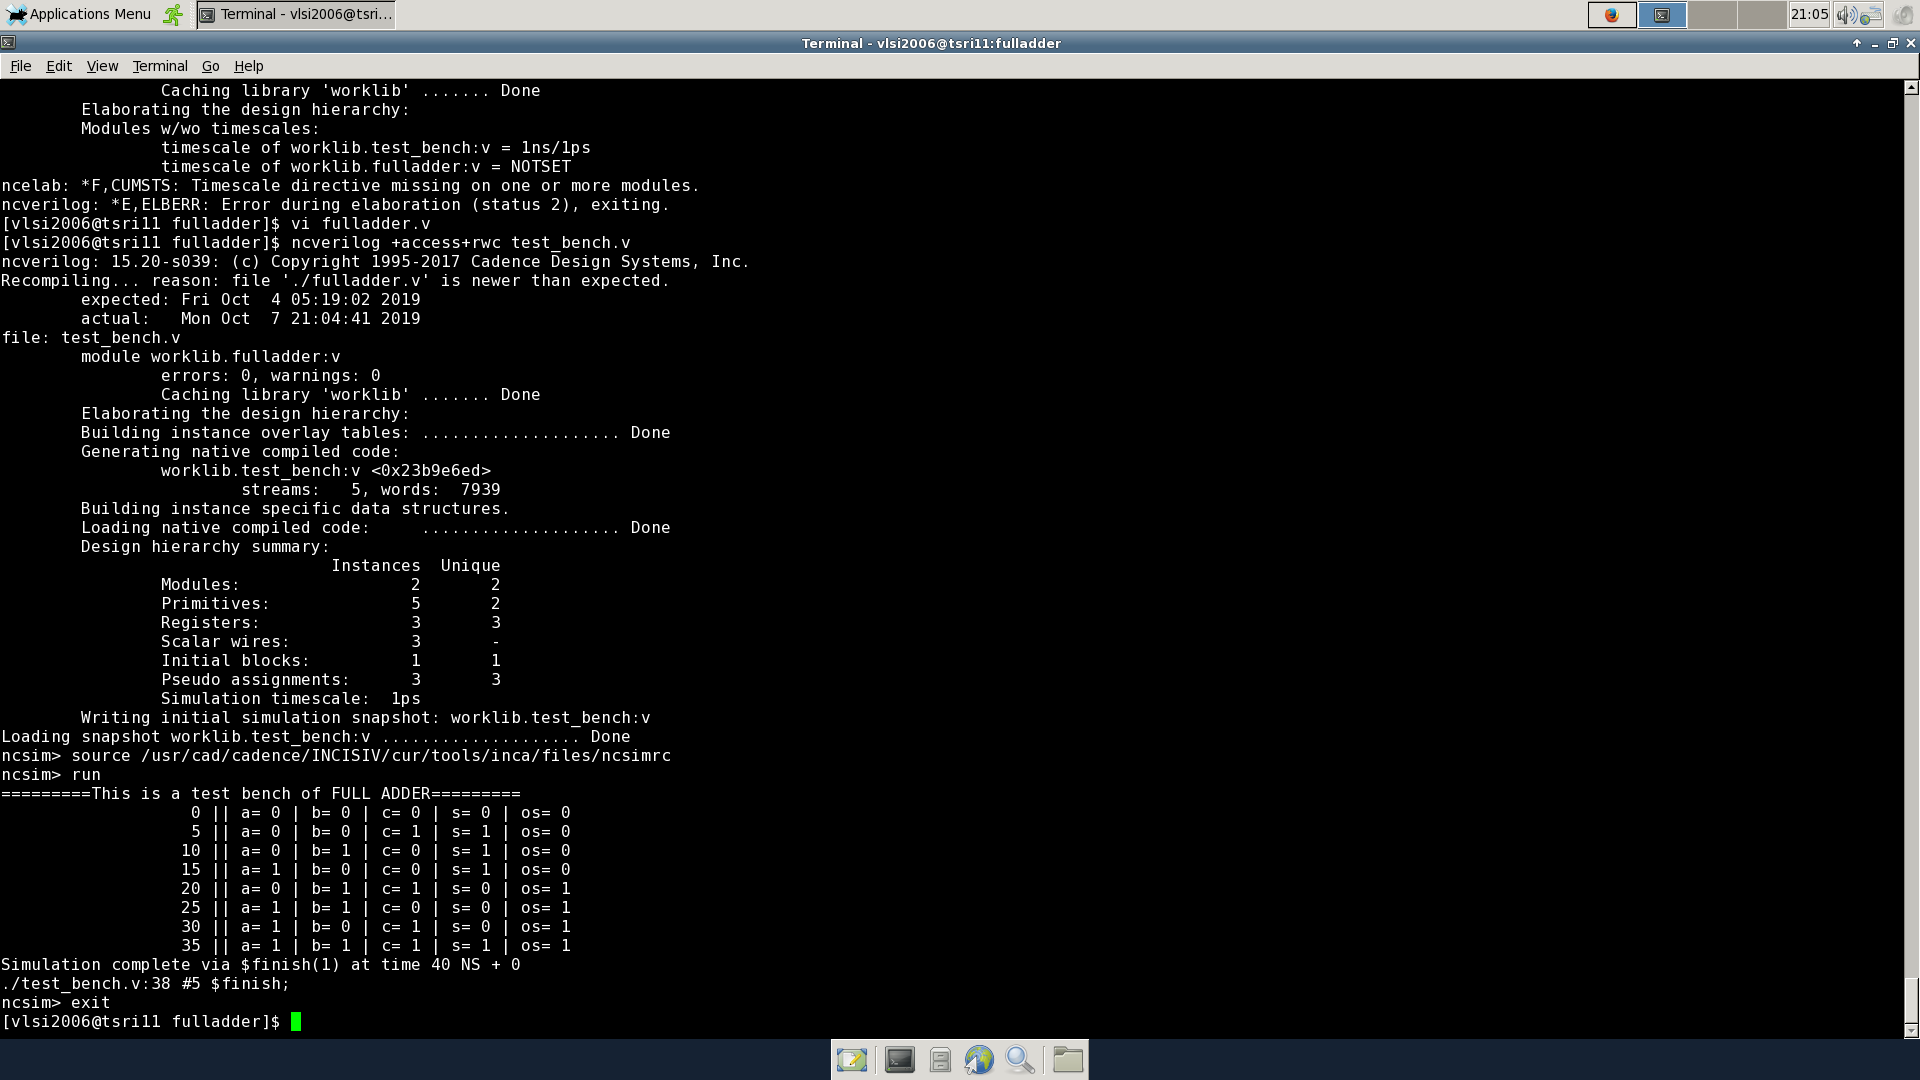 Applications Menu
Terminal - vlsi2006@tsri...
21:05
Terminal - vlsi2006@tsri11:fulladder
File Edit View Terminal Go Help
Caching library 'worklib' ....... Done
Elaborating the design hierarchy:
Modules w/wo timescales:
timescale of worklib.test_bench:v = 1ns/1ps
timescale of worklib.fulladder:v = NOTSET
ncelab: *F,CUMSTS: Timescale directive missing on one or more modules.
ncverilog: *E,ELBERR: Error during elaboration (status 2), exiting.
[vlsi2006@tsri11 fulladder]$ vi fulladder.v
[vlsi2006@tsri11 fulladder]$ ncverilog +access+rwc test_bench.v
ncverilog: 15.20-s039: (c) Copyright 1995-2017 Cadence Design Systems, Inc.
Recompiling... reason: file './fulladder.v' is newer than expected.
expected: Fri Oct  4 05:19:02 2019
actual:   Mon Oct  7 21:04:41 2019
file: test_bench.v
module worklib.fulladder:v
errors: 0, warnings: 0
Caching library 'worklib' ....... Done
Elaborating the design hierarchy:
Building instance overlay tables: .................... Done
Generating native compiled code:
worklib.test_bench:v <0x23b9e6ed>
streams:   5, words:  7939
Building instance specific data structures.
Loading native compiled code:     .................... Done
Design hierarchy summary:
Instances  Unique
Modules:                 2       2
Primitives:              5       2
Registers:               3       3
Scalar wires:            3       -
Initial blocks:          1       1
Pseudo assignments:      3       3
Simulation timescale:  1ps
Writing initial simulation snapshot: worklib.test_bench:v
Loading snapshot worklib.test_bench:v .................... Done
ncsim> source /usr/cad/cadence/INCISIV/cur/tools/inca/files/ncsimrc
ncsim> run
=========This is a test bench of FULL ADDER=========
0 || a= 0 | b= 0 | c= 0 | s= 0 | os= 0
5 || a= 0 | b= 0 | c= 1 | s= 1 | os= 0
10 || a= 0 | b= 1 | c= 0 | s= 1 | os= 0
15 || a= 1 | b= 0 | c= 0 | s= 1 | os= 0
20 || a= 0 | b= 1 | c= 1 | s= 0 | os= 1
25 || a= 1 | b= 1 | c= 0 | s= 0 | os= 1
30 || a= 1 | b= 0 | c= 1 | s= 0 | os= 1
35 || a= 1 | b= 1 | c= 1 | s= 1 | os= 1
Simulation complete via $finish(1) at time 40 NS + 0
./test_bench.v:38 #5 $finish;
ncsim> exit
[vlsi2006@tsri11 fulladder]$